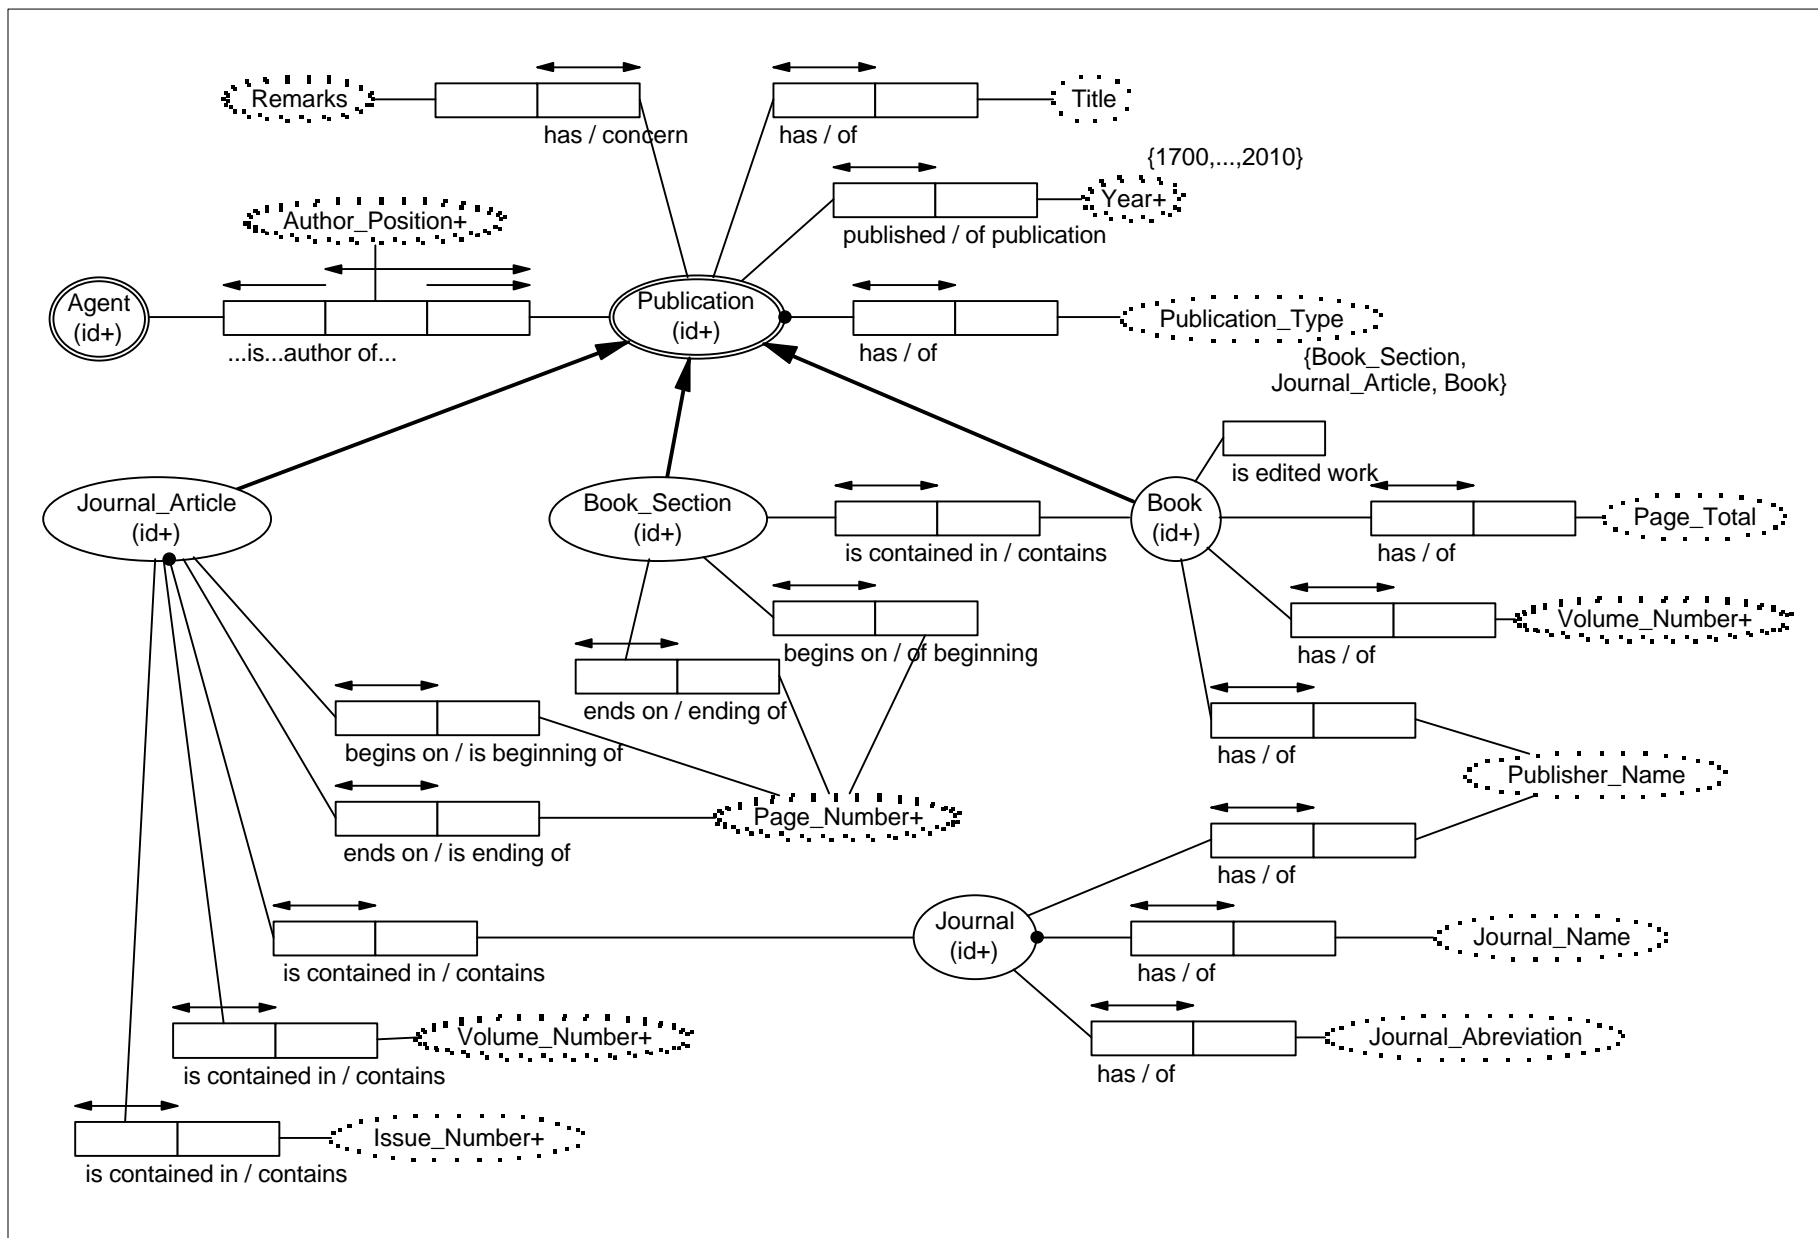 Remarks
has / concern
Title
has / of
{1700,...,2010}
Year+
published / of publication
Author_Position+
Agent
(id+)
...is...author of...
Publication
(id+)
has / of
Publication_Type
{Book_Section,
Journal_Article, Book}
is edited work
Journal_Article
(id+)
Book_Section
(id+)
is contained in / contains
Book
(id+)
has / of
Page_Total
begins on / of beginning
ends on / ending of
has / of
Volume_Number+
begins on / is beginning of
has / of
Publisher_Name
ends on / is ending of
Page_Number+
has / of
is contained in / contains
Journal
(id+)
has / of
Journal_Name
is contained in / contains
Volume_Number+
has / of
Journal_Abreviation
is contained in / contains
Issue_Number+